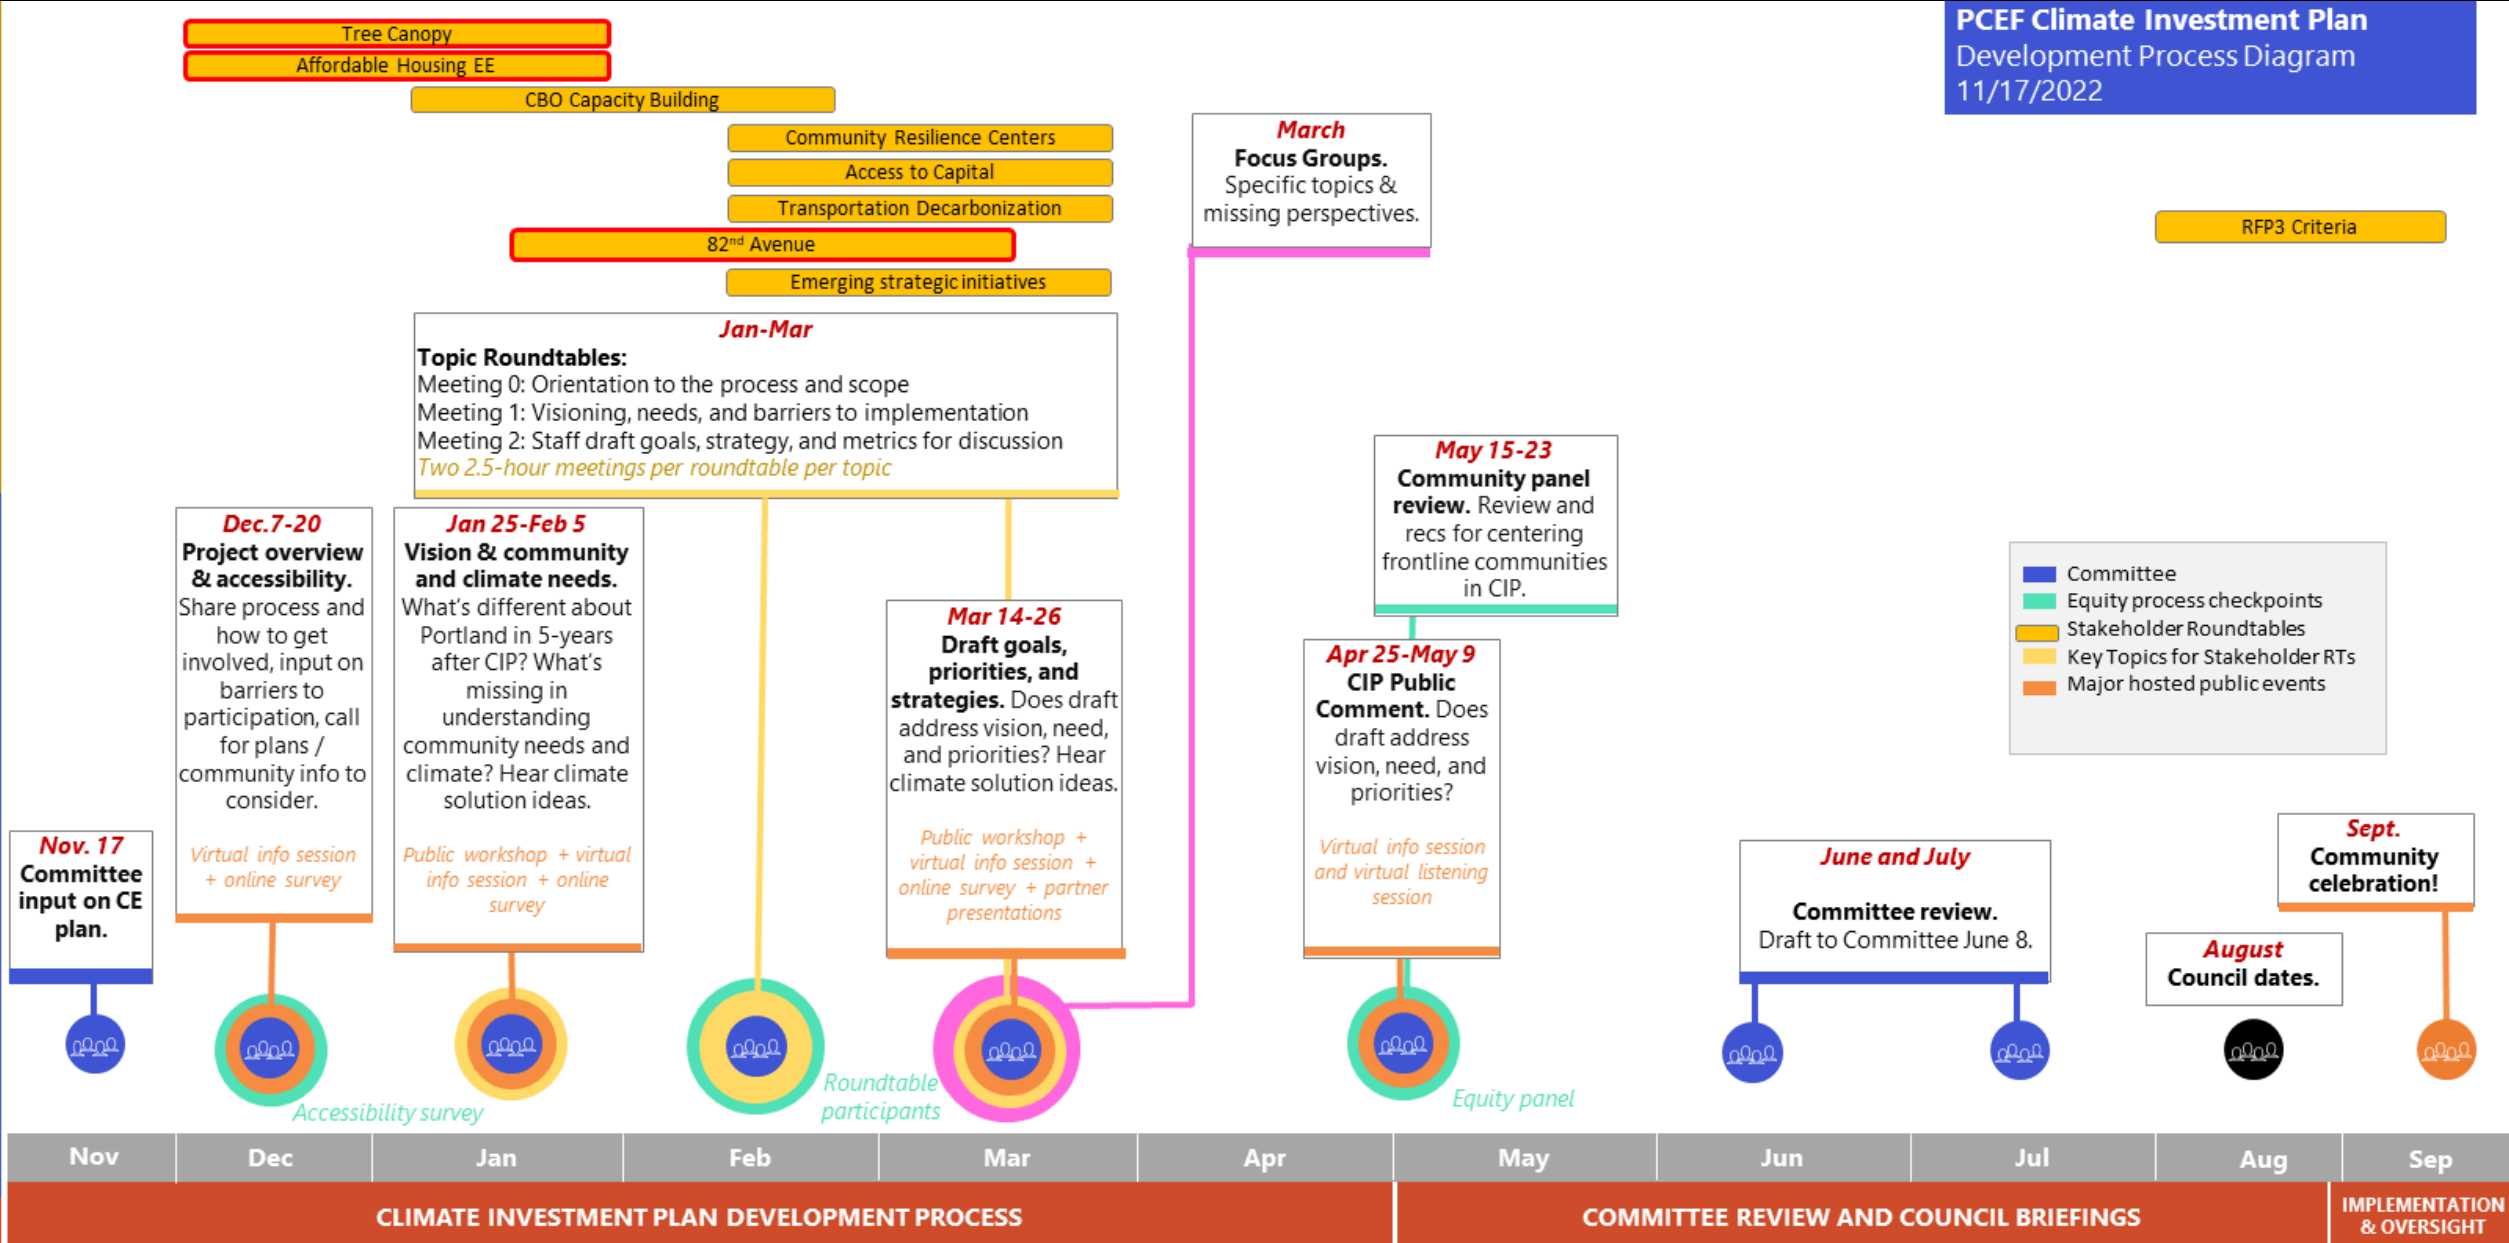 PCEF Climate Investment Plan
Development Process Diagram
11/17/2022
Tree Canopy
Affordable Housing EE
CBO Capacity Building
Community Resilience Centers
Access to Capital
Transportation Decarbonization
82nd Avenue
Emerging strategic initiatives
RFP3 Criteria
March
Focus Groups.
Specific topics &
missing perspectives.
Jan-Mar
Topic Roundtables:
Meeting 0: Orientation to the process and scope
Meeting 1: Visioning, needs, and barriers to implementation
Meeting 2: Staff draft goals, strategy, and metrics for discussion
Two 2.5-hour meetings per roundtable per topic
Nov. 17
Committee
input on CE
plan.
Dec.7-20
Project overview
& accessibility.
Share process and
how to get
involved, input on
barriers to
participation, call
for plans /
community info to
consider.
Virtual info session
+ online survey
Jan 25-Feb 5
Vision & community
and climate needs.
What's different about
Portland in 5-years
after CIP? What's
missing in
understanding
community needs and
climate? Hear climate
solution ideas.
Public workshop + virtual
info session + online
survey
Mar 14-26
Draft goals,
priorities, and
strategies. Does draft
address vision, need,
and priorities? Hear
climate solution ideas.
Public workshop +
virtual info session +
online survey + partner
presentations
May 15-23
Community panel
review. Review and
recs for centering
frontline communities
in CIP.
Apr 25-May 9
CIP Public
Comment. Does
draft address
vision, need, and
priorities?
Virtual info session
and virtual listening
session
Committee
Equity process checkpoints
Stakeholder Roundtables
Key Topics for Stakeholder RTs
Major hosted public events
June and July
Committee review.
Draft to Committee June 8.
August
Council dates.
Sept.
Community
celebration!
Accessibility survey
Roundtable
participants
Equity panel
Nov
Dec
Jan
Feb
Mar
Apr
May
Jun
Jul
Aug
Sep
CLIMATE INVESTMENT PLAN DEVELOPMENT PROCESS
COMMITTEE REVIEW AND COUNCIL BRIEFINGS
IMPLEMENTATION
& OVERSIGHT